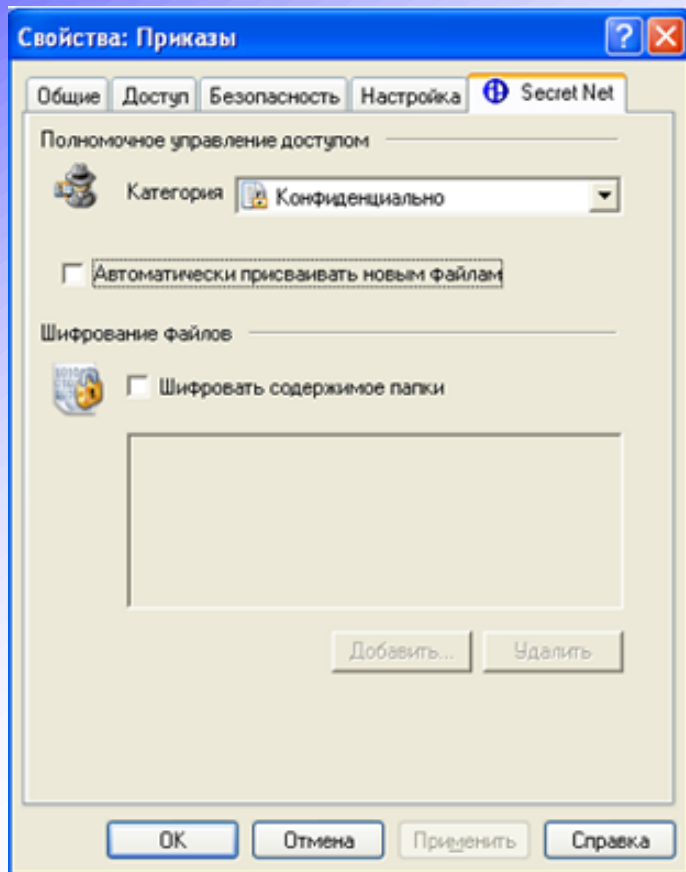 Свойства: Приказы
Общие Доступ Безопасность Настройка Secret Net
Полномочное управление доступом
Категория Конфиденциально
Автоматически присваивать новым файлам
Шифрование файлов
Шифровать содержимое папки
Добавить... Удалить
ОК Отмена Применить Справка